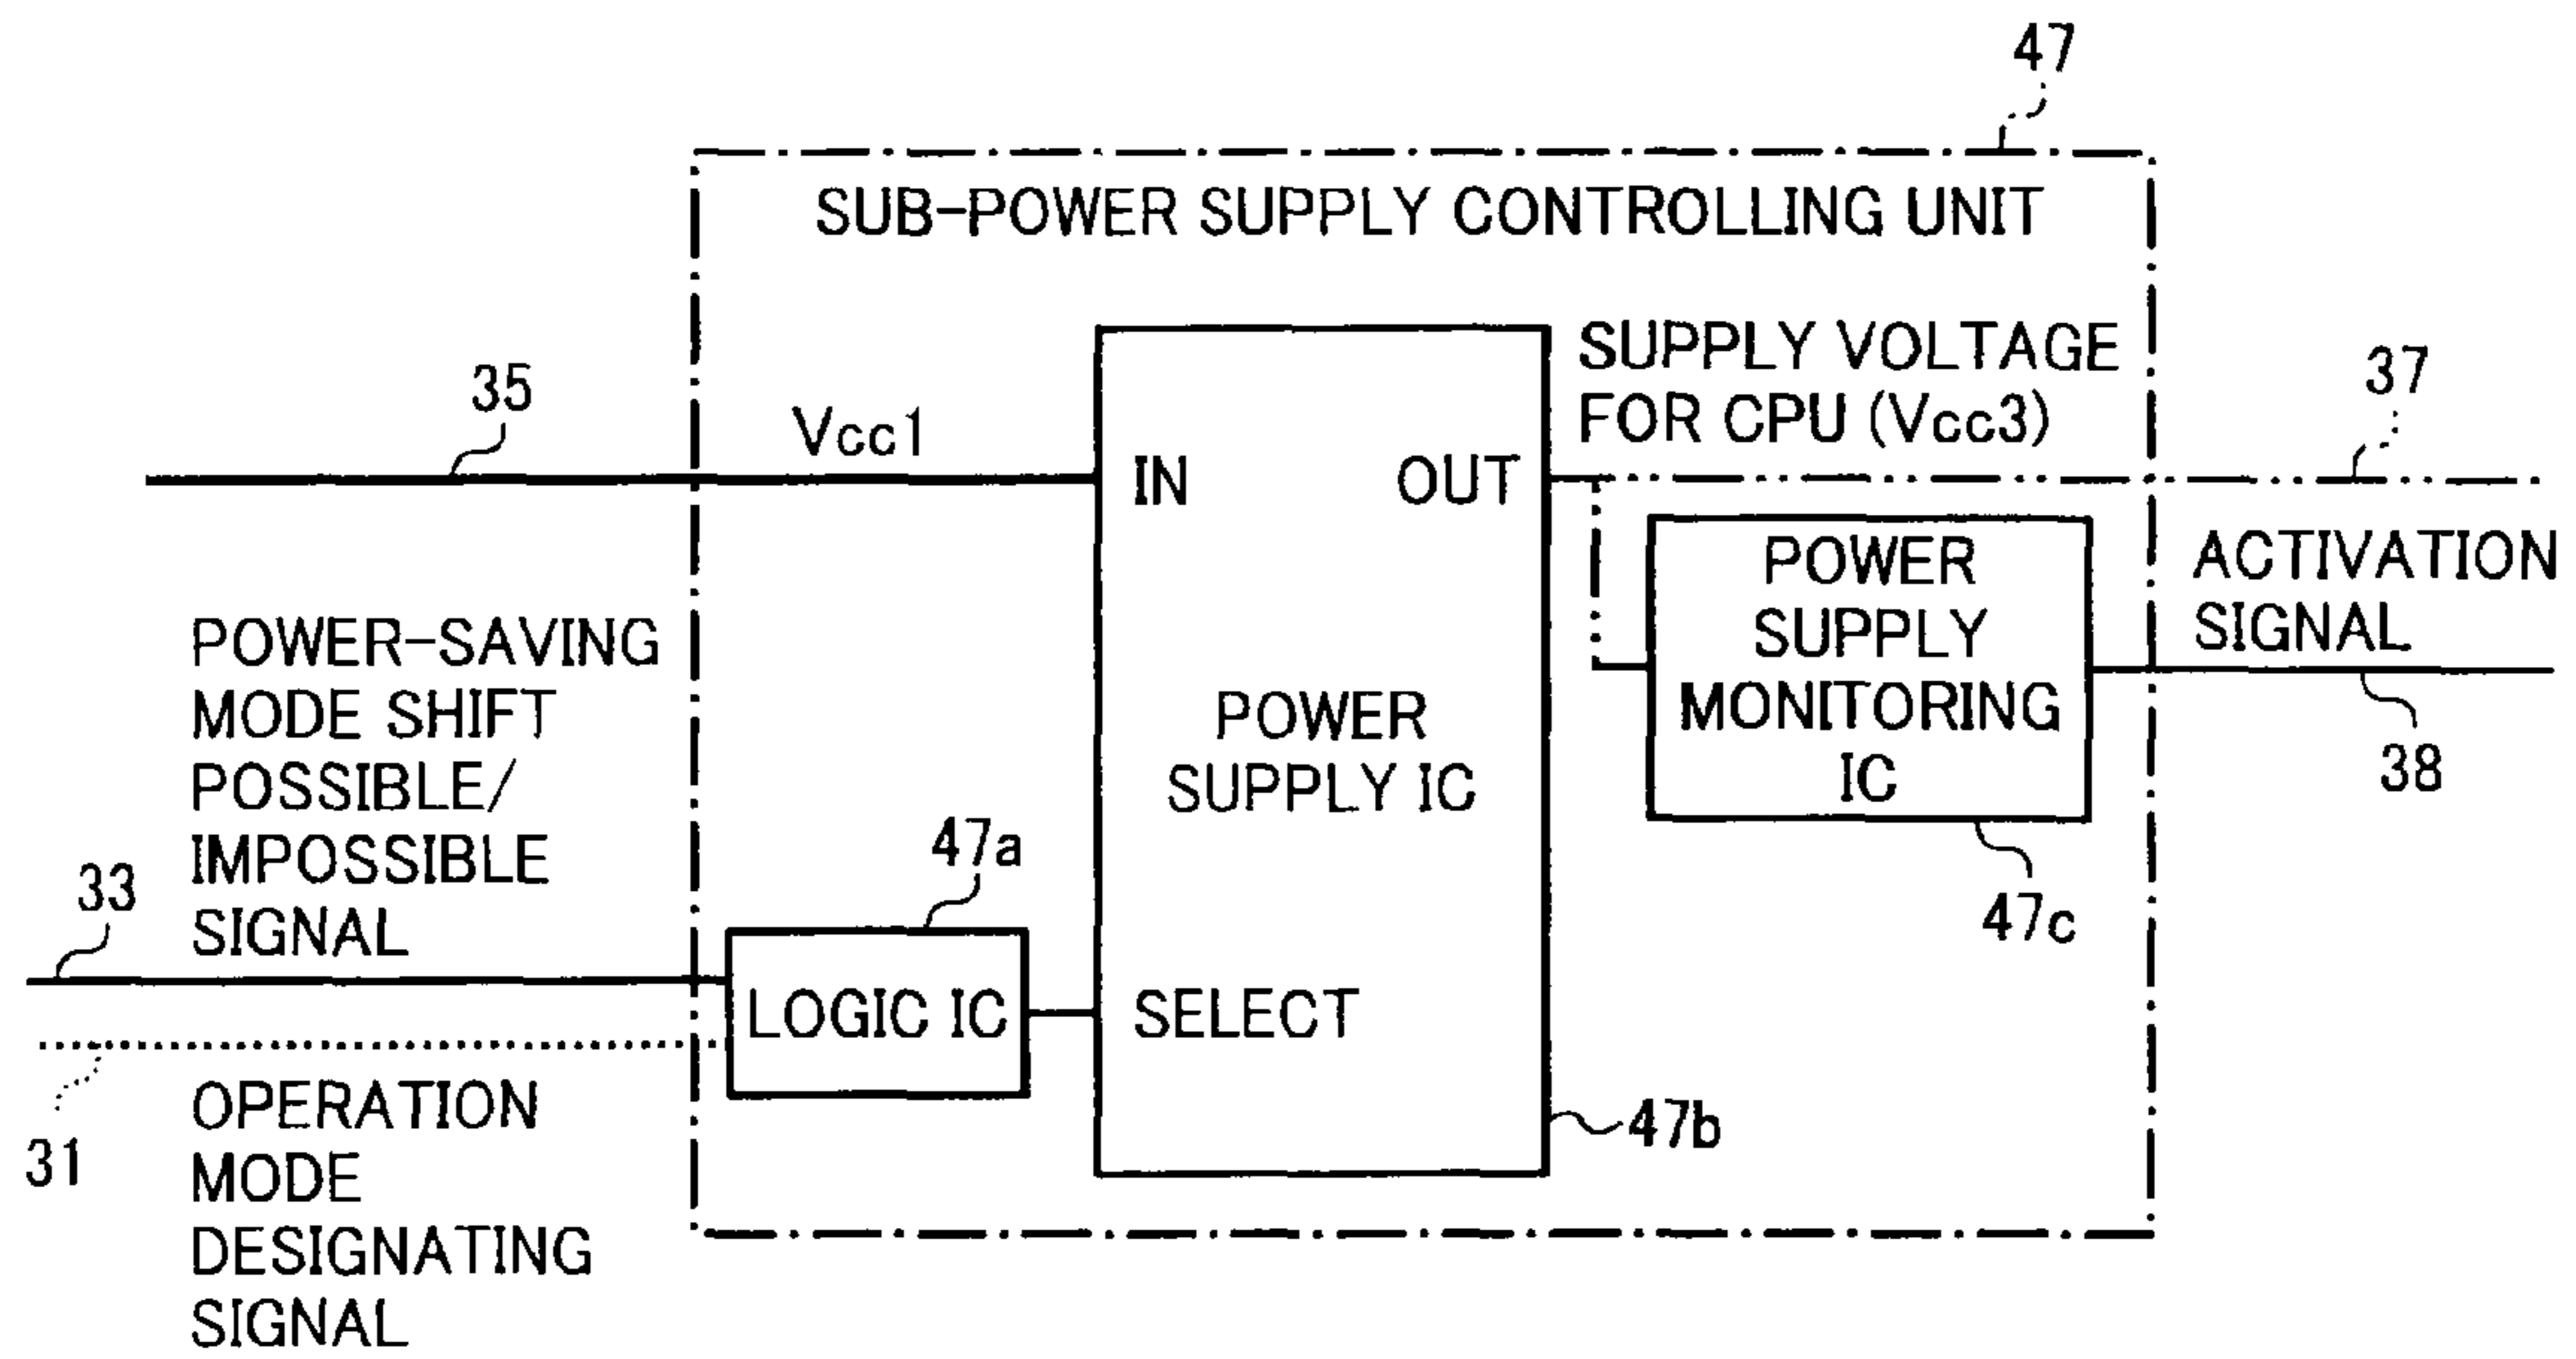 47
SUB-POWER SUPPLY CONTROLLING UNIT
SUPPLY VOLTAGE
FOR CPU (Vcc3)
37
35
Vcc1
IN
OUT
POWER
SUPPLY
MONITORING
IC
ACTIVATION
SIGNAL
38
47c
POWER-SAVING
MODE SHIFT
POSSIBLE/
IMPOSSIBLE
SIGNAL
33
POWER
SUPPLY IC
47a
LOGIC IC
SELECT
47b
31
OPERATION
MODE
DESIGNATING
SIGNAL